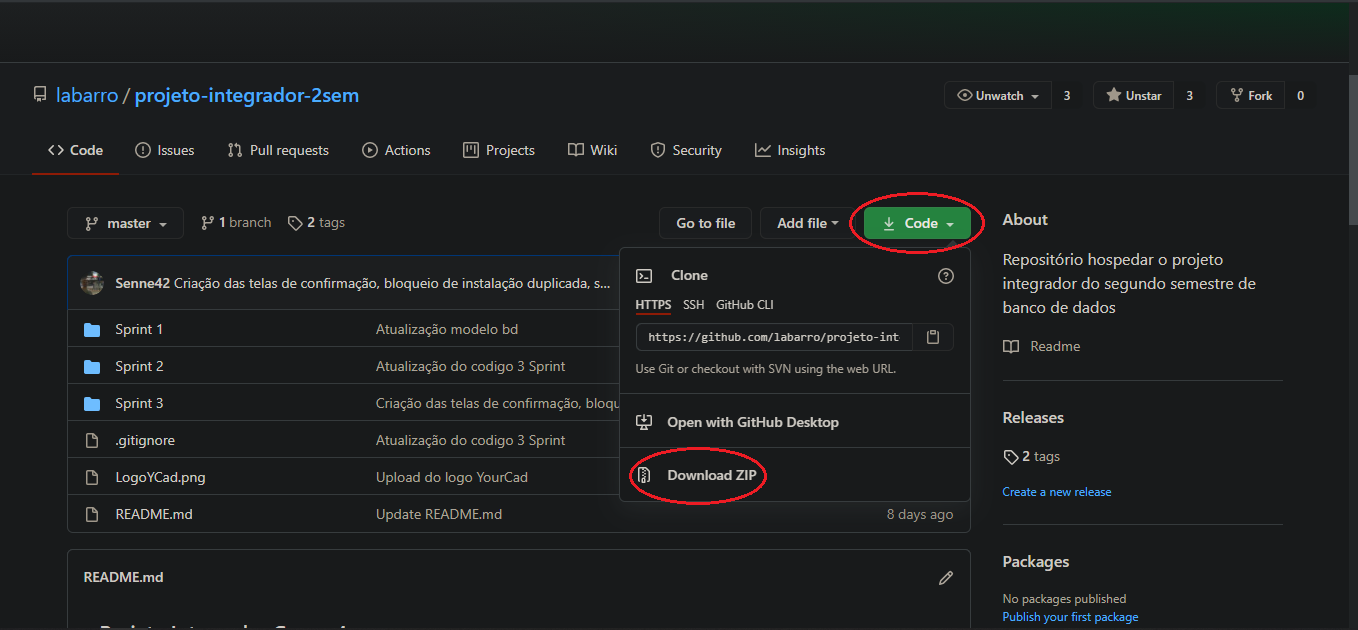 labarro / projeto-integrador-2sem
Unwatch 3 Unstar 3 Fork 0
Code Issues Pull requests Actions Projects Wiki Security Insights
master 1 branch 2 tags
Go to file Add file Code
Senne42 Criação das telas de confirmação, bloqueio de instalação duplicada, s...
Sprint 1 Atualização modelo bd
Sprint 2 Atualização do codigo 3 Sprint
Sprint 3 Criação das telas de confirmação, bloqu
.gitignore Atualização do codigo 3 Sprint
LogoYCad.png Upload do logo YourCad
README.md Update README.md 8 days ago
Clone
HTTPS SSH GitHub CLI
https://github.com/labarro/projeto-int
Use Git or checkout with SVN using the web URL.
Open with GitHub Desktop
Download ZIP
README.md
About
Repositório hospedar o projeto
integrador do segundo semestre de
banco de dados
Readme
Releases
2 tags
Create a new release
Packages
No packages published
Publish your first package